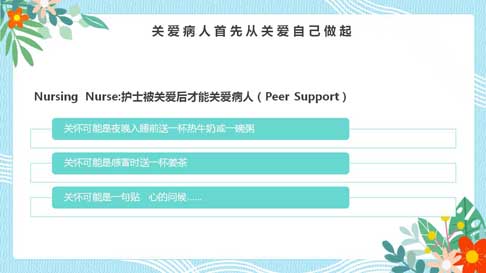 关爱病人首先从关爱自己做起
Nursing Nurse:护士被关爱后才能关爱病人（Peer Support）
关怀可能是夜晚入睡前送一杯热牛奶或一碗粥
关怀可能是感冒时送一杯姜茶
关怀可能是一句贴 心的问候......